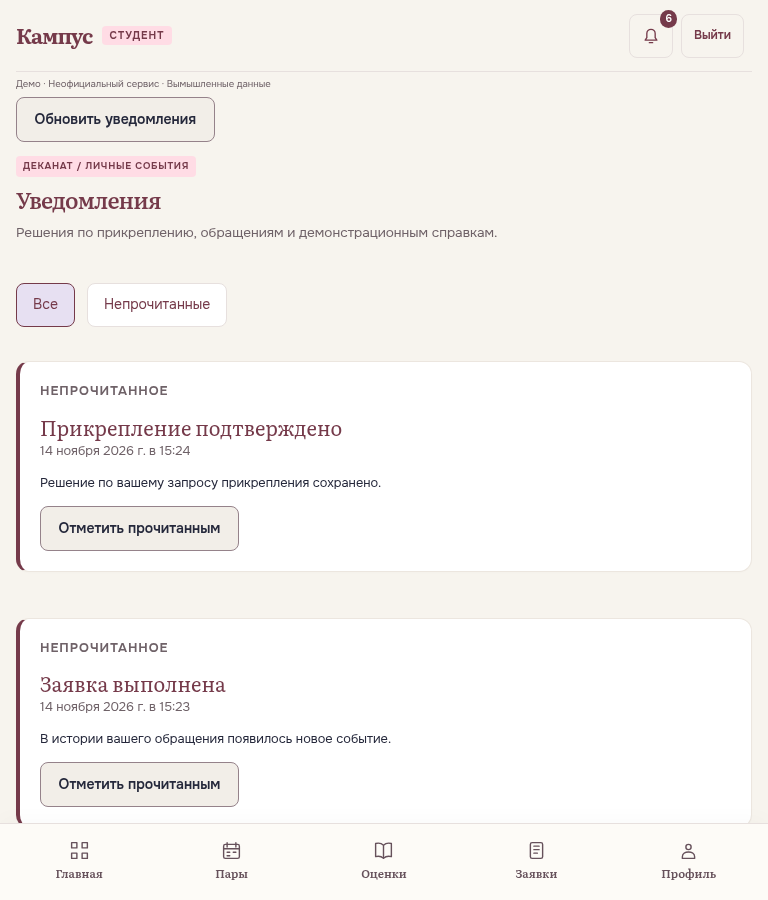 Кампус СТУДЕНТ 6 Выйти
Демо · Неофициальный сервис · Вымышленные данные
Обновить уведомления
ДЕКАНАТ / ЛИЧНЫЕ СОБЫТИЯ
Уведомления
Решения по прикреплению, обращениям и демонстрационным справкам.
Все Непрочитанные
НЕПРОЧИТАННОЕ
Прикрепление подтверждено
14 ноября 2026 г. в 15:24
Решение по вашему запросу прикрепления сохранено.
Отметить прочитанным
НЕПРОЧИТАННОЕ
Заявка выполнена
14 ноября 2026 г. в 15:23
В истории вашего обращения появилось новое событие.
Отметить прочитанным
Главная Пары Оценки Заявки Профиль